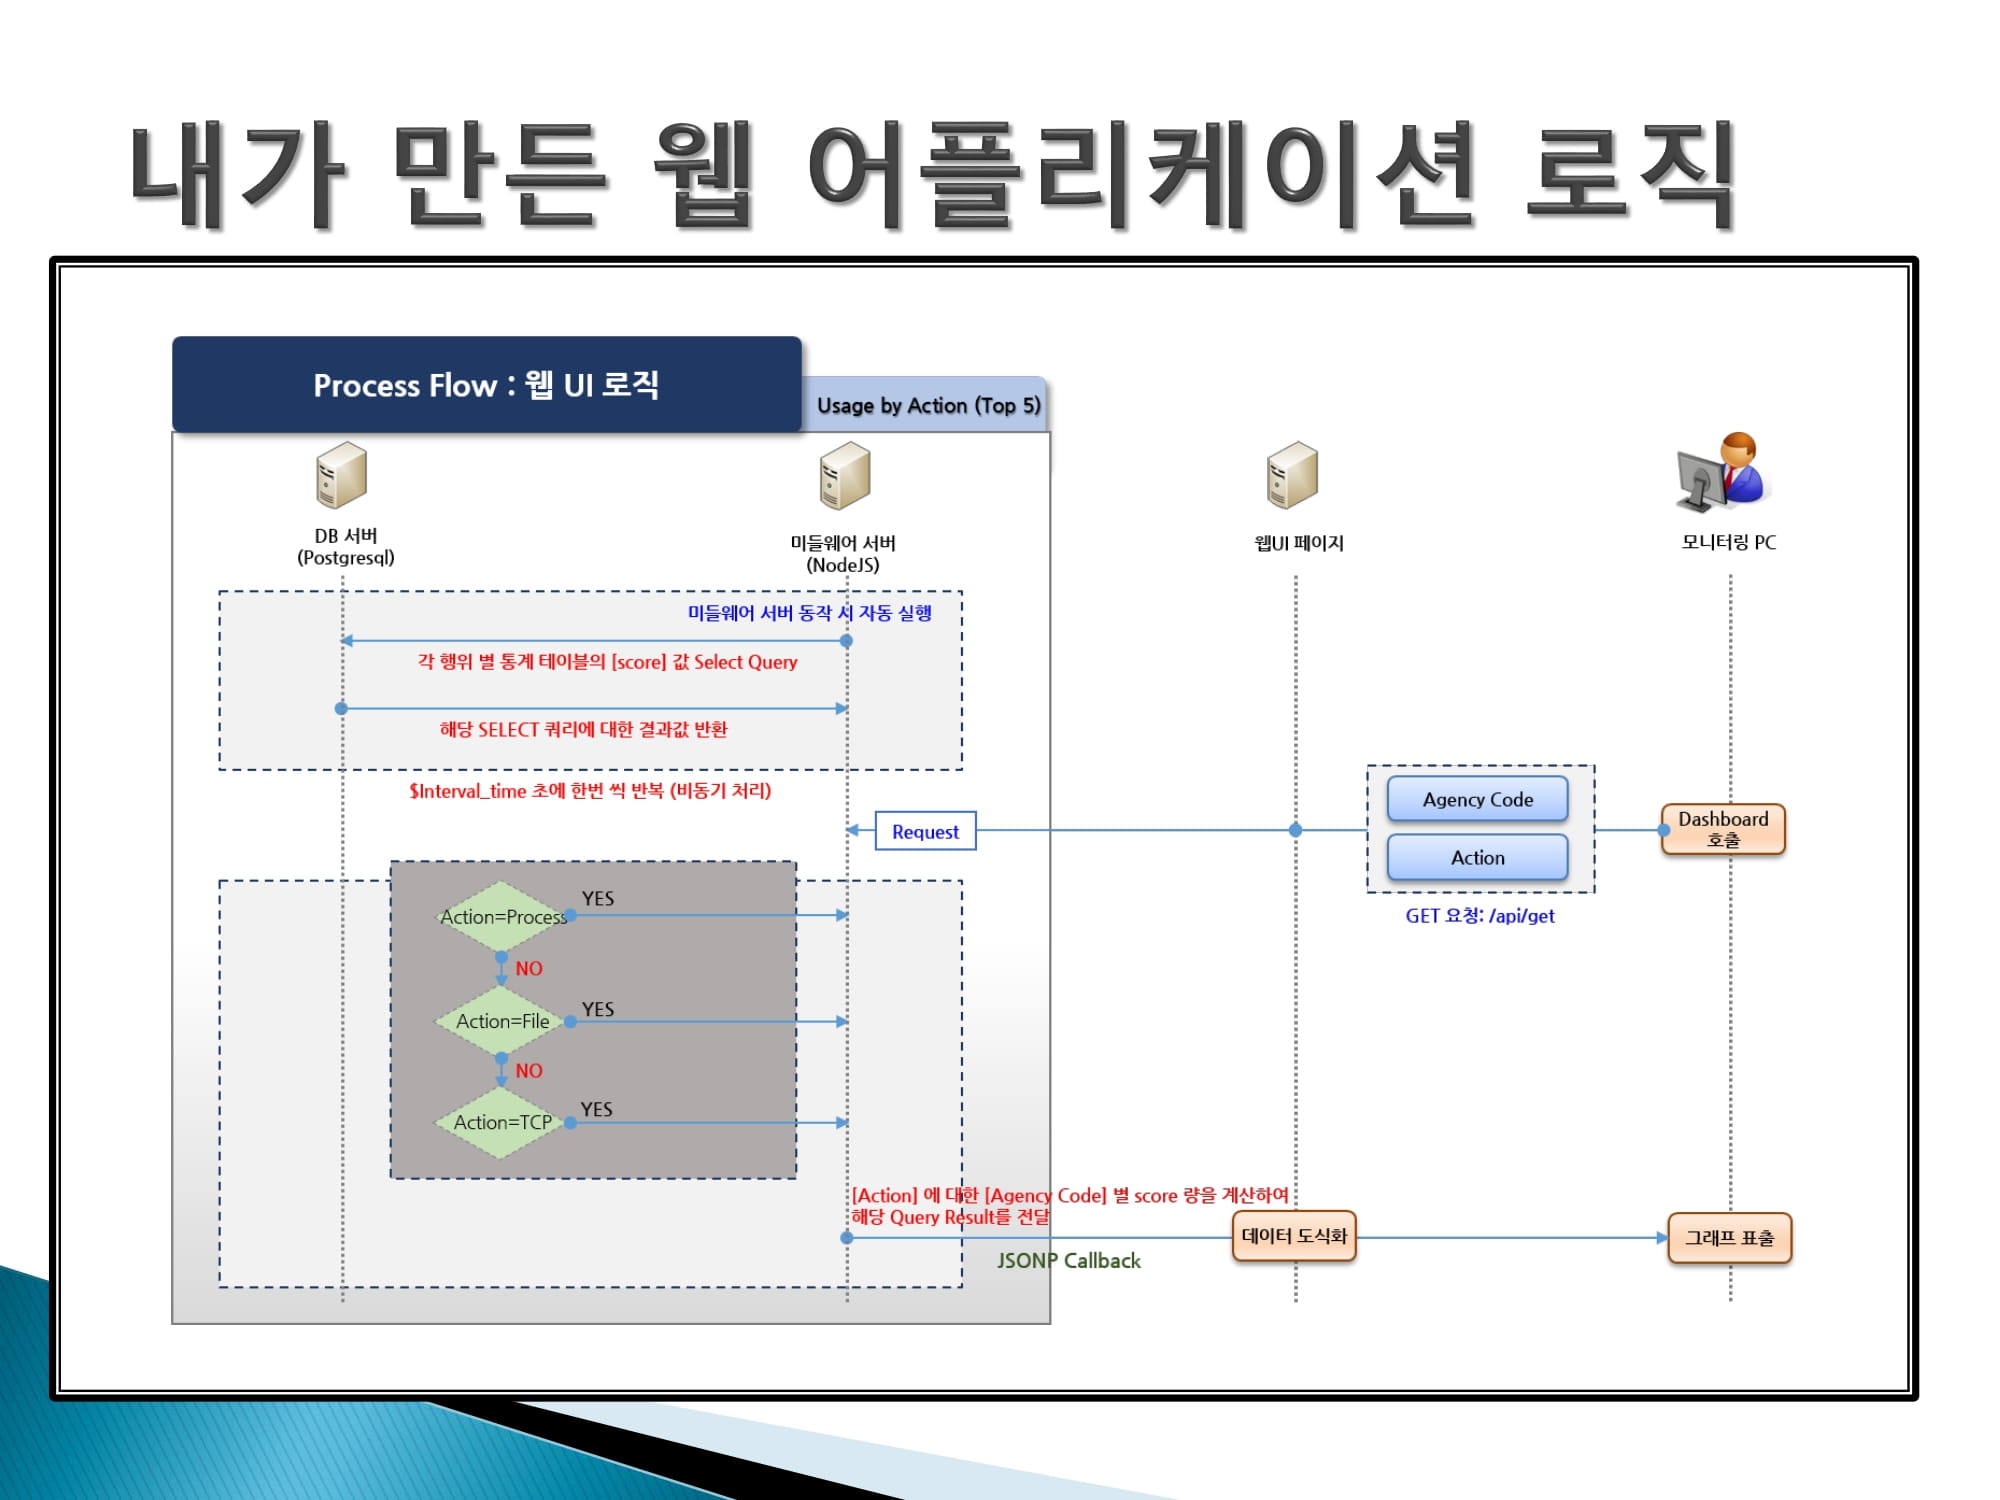 내가 만든 웹 어플리케이션 로직
Process Flow : 웹 UI 로직
Usage by Action (Top 5)
DB 서버
(Postgresql)
미들웨어 서버
(NodeJS)
웹UI 페이지
모니터링 PC
미들웨어 서버 동작 시 자동 실행
각 행위 별 통계 테이블의 [score] 값 Select Query
해당 SELECT 쿼리에 대한 결과값 반환
$Interval_time 초에 한번 씩 반복 (비동기 처리)
Request
Agency Code
Action
Dashboard
호출
GET 요청: /api/get
Action=Process
YES
NO
Action=File
YES
NO
Action=TCP
YES
[Action] 에 대한 [Agency Code] 별 score 량을 계산하여
해당 Query Result를 전달
데이터 도식화
그래프 표출
JSONP Callback